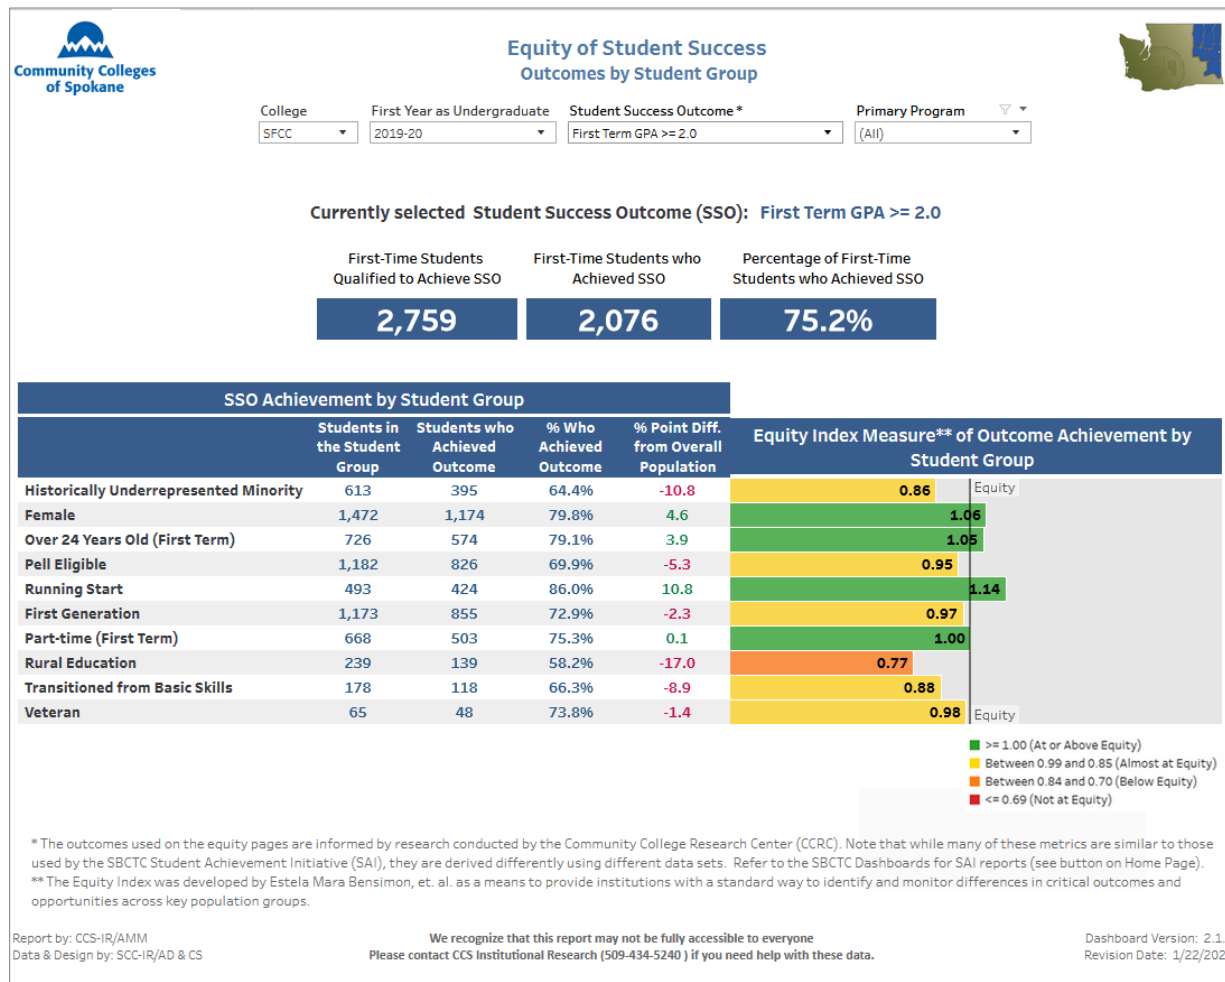 Community Colleges
of Spokane
Equity of Student Success
Outcomes by Student Group
College First Year as Undergraduate Student Success Outcome * Primary Program
SFCC 2019-20 First Term GPA >= 2.0 (All)
Currently selected Student Success Outcome (SSO): First Term GPA >= 2.0
First-Time Students Qualified to Achieve SSO
First-Time Students who Achieved SSO
Percentage of First-Time Students who Achieved SSO
2,759 2,076 75.2%
SSO Achievement by Student Group
Students in the Student Group
Students who Achieved Outcome
% Who Achieved Outcome
% Point Diff. from Overall Population
Equity Index Measure** of Outcome Achievement by
Student Group
Historically Underrepresented Minority 613 395 64.4% -10.8 0.86 Equity
Female 1,472 1,174 79.8% 4.6 1.06
Over 24 Years Old (First Term) 726 574 79.1% 3.9 1.05
Pell Eligible 1,182 826 69.9% -5.3 0.95
Running Start 493 424 86.0% 10.8 1.14
First Generation 1,173 855 72.9% -2.3 0.97
Part-time (First Term) 668 503 75.3% 0.1 1.00
Rural Education 239 139 58.2% -17.0 0.77
Transitioned from Basic Skills 178 118 66.3% -8.9 0.88
Veteran 65 48 73.8% -1.4 0.98 Equity
>= 1.00 (At or Above Equity)
Between 0.99 and 0.85 (Almost at Equity)
Between 0.84 and 0.70 (Below Equity)
<= 0.69 (Not at Equity)
* The outcomes used on the equity pages are informed by research conducted by the Community College Research Center (CCRC). Note that while many of these metrics are similar to those
used by the SBCTC Student Achievement Initiative (SAI), they are derived differently using different data sets. Refer to the SBCTC Dashboards for SAI reports (see button on Home Page).
** The Equity Index was developed by Estela Mara Bensimon, et. al. as a means to provide institutions with a standard way to identify and monitor differences in critical outcomes and
opportunities across key population groups.
Report by: CCS-IR/AMM
Data & Design by: SCC-IR/AD & CS
We recognize that this report may not be fully accessible to everyone
Please contact CCS Institutional Research (509-434-5240 ) if you need help with these data.
Dashboard Version: 2.1.
Revision Date: 1/22/202